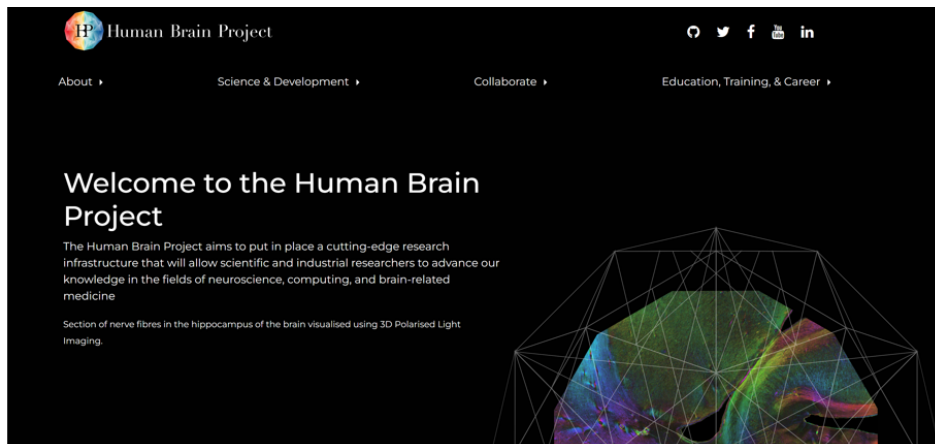 HP Human Brain Project
You Tube
About
Science & Development
Collaborate
Education, Training, & Career
Welcome to the Human Brain
Project
The Human Brain Project aims to put in place a cutting-edge research
infrastructure that will allow scientific and industrial researchers to advance our
knowledge in the fields of neuroscience, computing, and brain-related
medicine
Section of nerve fibres in the hippocampus of the brain visualised using 3D Polarised Light
Imaging.